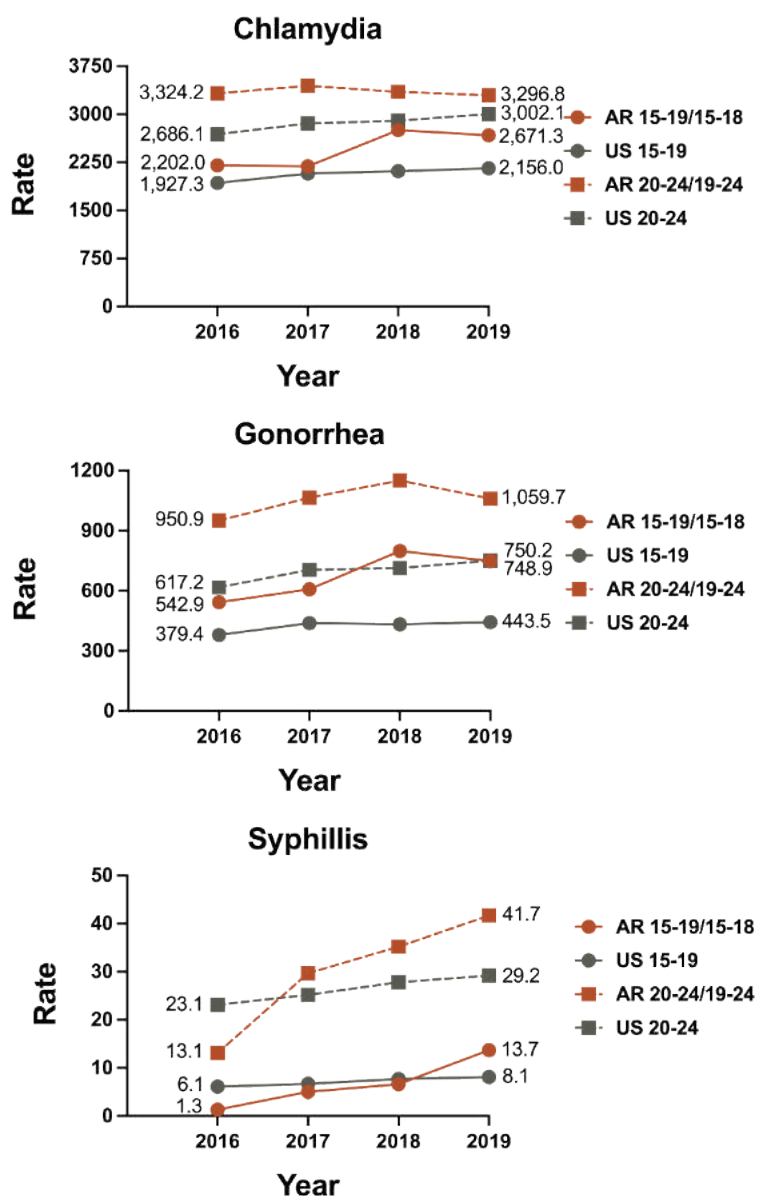 Chlamydia
3750
3000
2250
1500
750
0
Rate
3,324.2
2,686.1
2,202.0
1,927.3
3,296.8
3,002.1
2,671.3
2,156.0
2016 2017 2018 2019
Year
AR 15-19/15-18
US 15-19
AR 20-24/19-24
US 20-24
Gonorrhea
1200
900
600
300
0
Rate
950.9
617.2
542.9
379.4
1,059.7
750.2
748.9
443.5
2016 2017 2018 2019
Year
AR 15-19/15-18
US 15-19
AR 20-24/19-24
US 20-24
Syphillis
50
40
30
20
10
0
Rate
23.1
13.1
6.1
1.3
41.7
29.2
13.7
8.1
2016 2017 2018 2019
Year
AR 15-19/15-18
US 15-19
AR 20-24/19-24
US 20-24